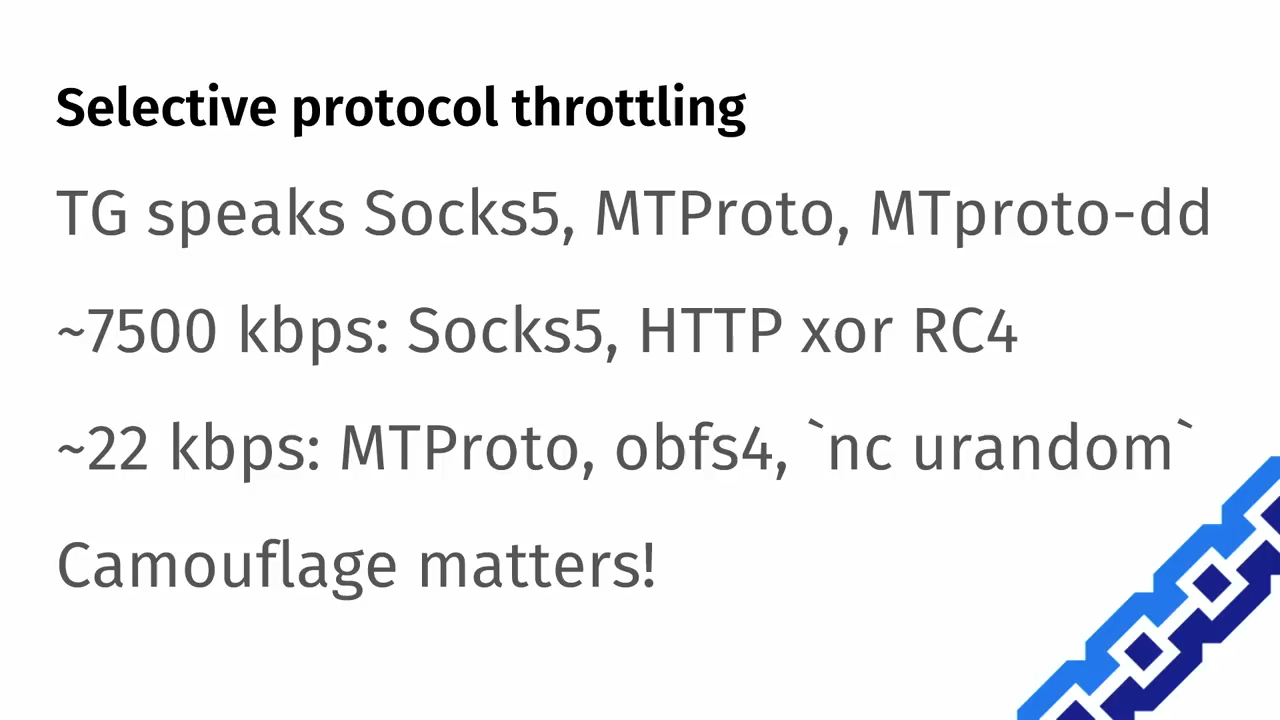 Selective protocol throttling
TG speaks Socks5, MTProto, MTproto-dd
~7500 kbps: Socks5, HTTP xor RC4
~22 kbps: MTProto, obfs4, `nc urandom`
Camouflage matters!